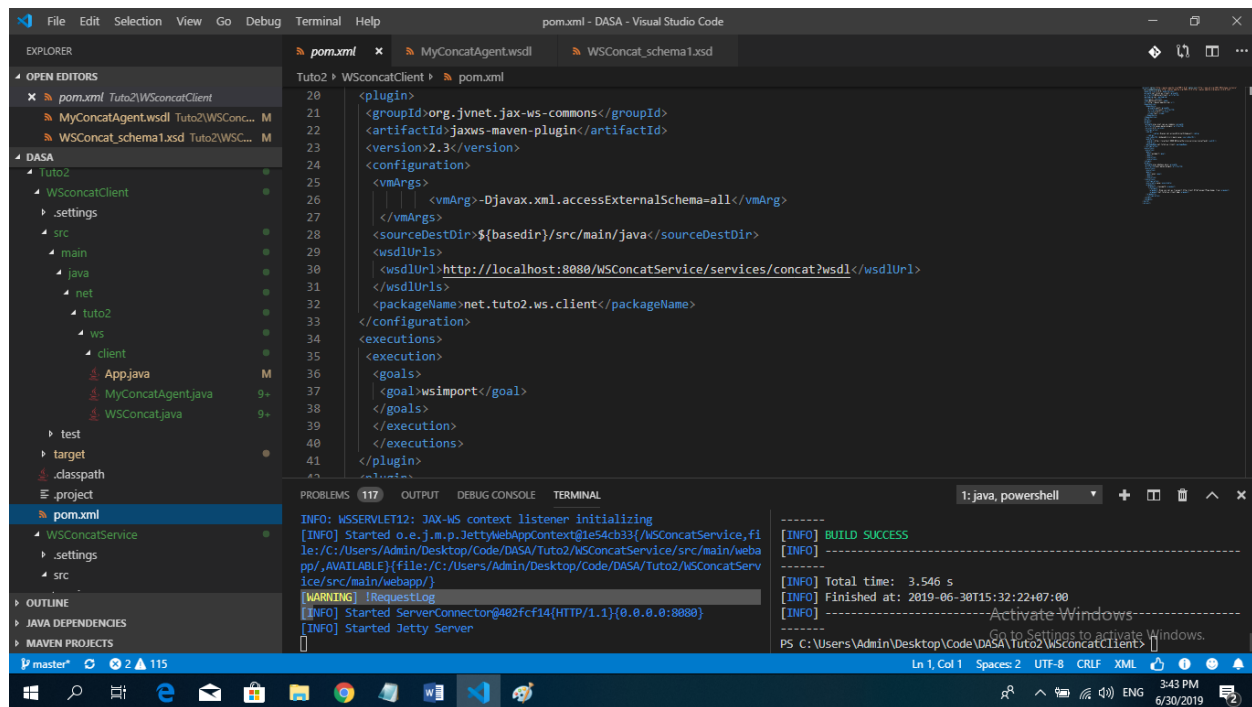 File Edit Selection View Go Debug Terminal Help
pom.xml - DASA - Visual Studio Code
EXPLORER
OPEN EDITORS
pom.xml Tuto2\WSconcatClient
MyConcatAgent.wsdl Tuto2\WSConc... M
WSConcat_schema1.xsd Tuto2\WSC... M
DASA
Tuto2
WSconcatClient
.settings
src
main
java
net
tuto2
ws
client
App.java M
MyConcatAgent.java 9+
WSConcat.java 9+
test
target
.classpath
.project
pom.xml
WSConcatService
.settings
src
OUTLINE
JAVA DEPENDENCIES
MAVEN PROJECTS
pom.xml MyConcatAgent.wsdl WSConcat_schema1.xsd
Tuto2 WSconcatClient pom.xml
20 <plugin>
21 <groupId>org.jvnet.jax-ws-commons</groupId>
22 <artifactId>jaxws-maven-plugin</artifactId>
23 <version>2.3</version>
24 <configuration>
25 <vmArgs>
26 <vmArg>-Djavax.xml.accessExternalSchema=all</vmArg>
27 </vmArgs>
28 <sourceDestDir>${basedir}/src/main/java</sourceDestDir>
29 <wsdlUrls>
30 <wsdlUrl>http://localhost:8080/WSConcatService/services/concat?wsdl</wsdlUrl>
31 </wsdlUrls>
32 <packageName>net.tuto2.ws.client</packageName>
33 </configuration>
34 <executions>
35 <execution>
36 <goals>
37 <goal>wsimport</goal>
38 </goals>
39 </execution>
40 </executions>
41 </plugin>
PROBLEMS 117 OUTPUT DEBUG CONSOLE TERMINAL
1: java, powershell
INFO: WSSERVLET12: JAX-WS context listener initializing
[INFO] Started o.e.j.m.p.JettyWebAppContext@1e54cb33{/WSConcatService,fi
le:/C:/Users/Admin/Desktop/Code/DASA/Tuto2/WSConcatService/src/main/weba
pp/,AVAILABLE}{file:/C:/Users/Admin/Desktop/Code/DASA/Tuto2/WSConcatServ
ice/src/main/webapp/}
[WARNING] !RequestLog
[INFO] Started ServerConnector@402fcf14{HTTP/1.1}{0.0.0.0:8080}
[INFO] Started Jetty Server
-------
[INFO] BUILD SUCCESS
[INFO] -----------------------------------------------------------------
-------
[INFO] Total time: 3.546 s
[INFO] Finished at: 2019-06-30T15:32:22+07:00
[INFO] -----------------------------------------------------------------
-------
PS C:\Users\Admin\Desktop\Code\DASA\Tuto2\WSconcatClient>
Activate Windows
Go to Settings to activate Windows.
master* 2 115
Ln 1, Col 1 Spaces: 2 UTF-8 CRLF XML
ENG
3:43 PM
6/30/2019
2